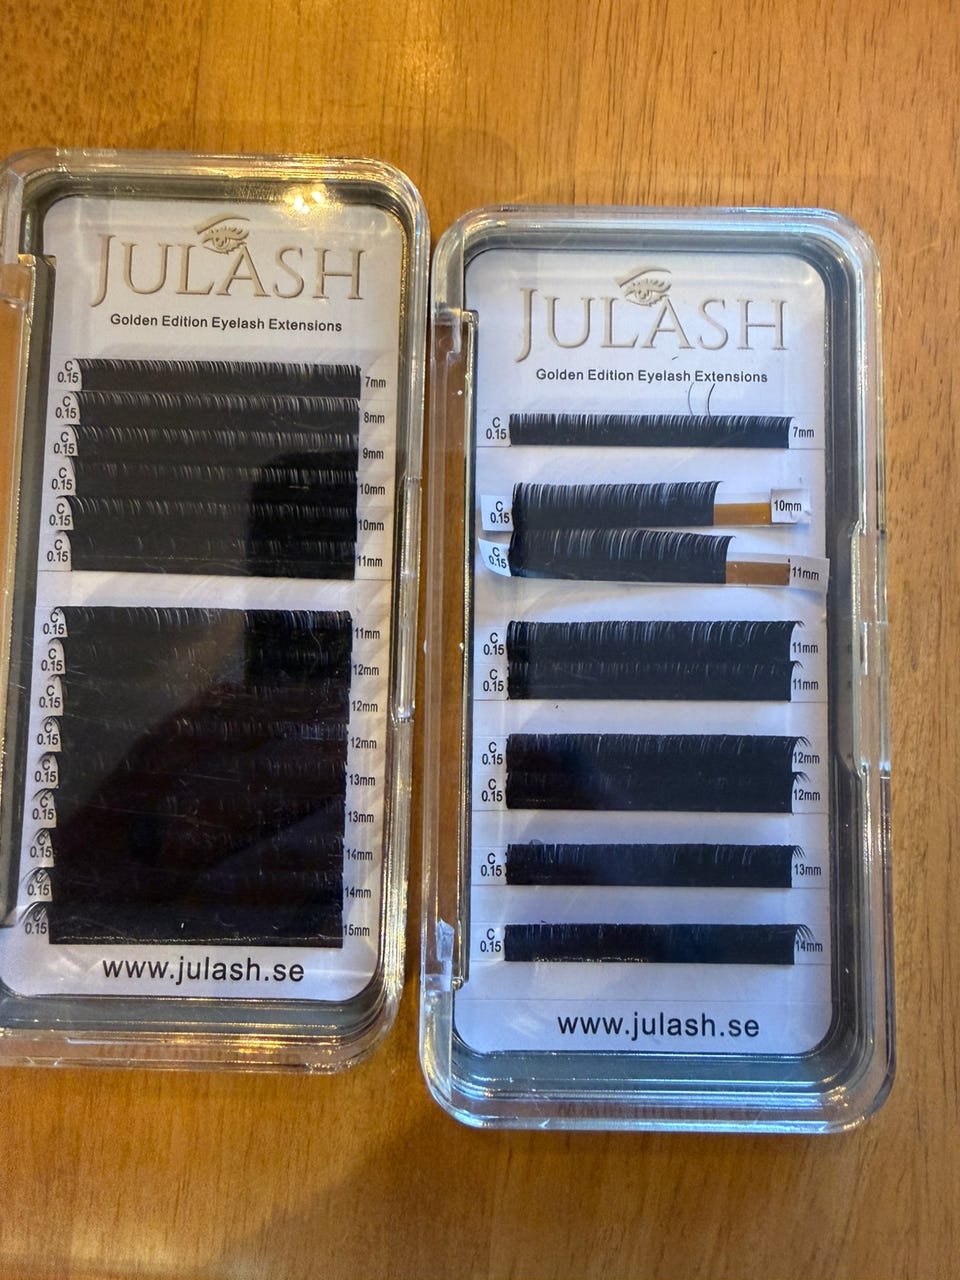 JULASH
Golden Edition Eyelash Extensions
C 0.15 7mm
C 0.15 8mm
C 0.15 9mm
C 0.15 10mm
C 0.15 10mm
C 0.15 11mm
C 0.15 11mm
C 0.15 12mm
C 0.15 12mm
C 0.15 12mm
C 0.15 13mm
C 0.15 13mm
C 0.15 14mm
C 0.15 14mm
C 0.15 15mm
www.julash.se
JULASH
Golden Edition Eyelash Extensions
C 0.15 7mm
C 0.15 10mm
C 0.15 11mm
C 0.15 11mm
C 0.15 11mm
C 0.15 12mm
C 0.15 12mm
C 0.15 13mm
C 0.15 14mm
www.julash.se